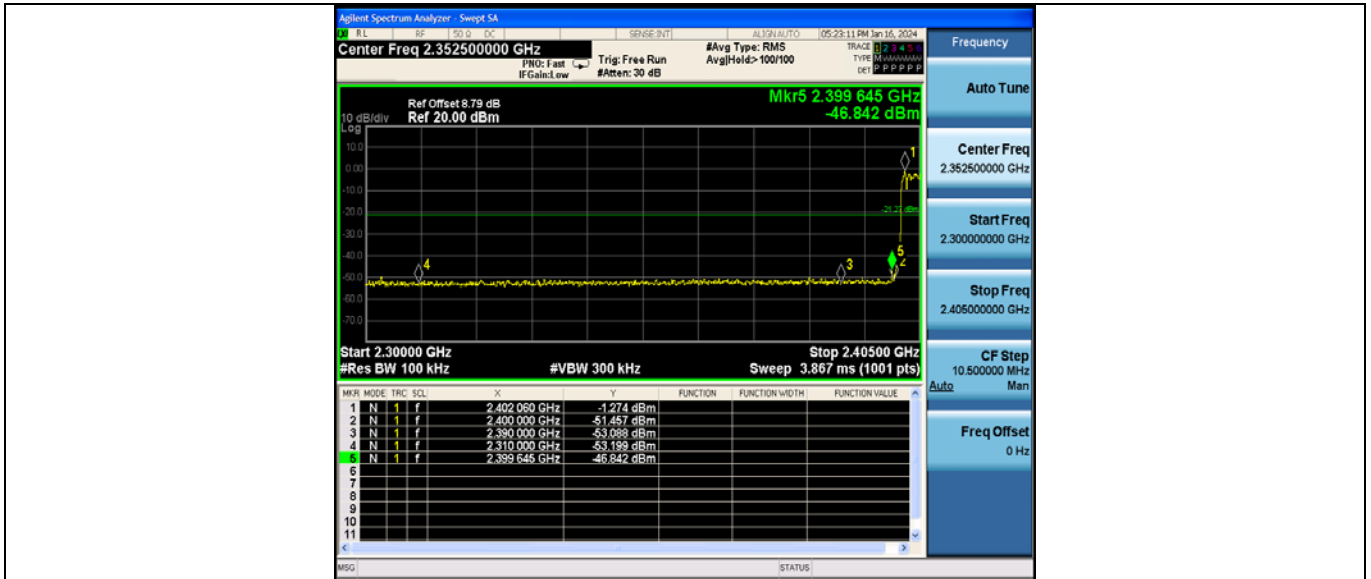 Agilent Spectrum Analyzer - Swept SA
RL RF 50 Ω DC SENSE:INT ALIGN AUTO 05:23:11 PM Jan 16, 2024
Center Freq 2.352500000 GHz
PNO: Fast
IFGain:Low
Trig: Free Run
#Atten: 30 dB
#Avg Type: RMS
Avg|Hold:> 100/100
TRACE 1 2 3 4 5 6
TYPE M
DET P P P P P P
Mkr5 2.399 645 GHz
-46.842 dBm
Ref Offset 8.79 dB
10 dB/div Ref 20.00 dBm
Log
10.0
0.00
-10.0
-20.0
-30.0
-40.0
-50.0
-60.0
-70.0
1
-21.27 dBm
4
3
5
2
Start 2.30000 GHz Stop 2.40500 GHz
#Res BW 100 kHz #VBW 300 kHz Sweep 3.867 ms (1001 pts)
MKR MODE TRC SCL X Y FUNCTION FUNCTION WIDTH FUNCTION VALUE
1 N 1 f 2.402 060 GHz -1.274 dBm
2 N 1 f 2.400 000 GHz -51.457 dBm
3 N 1 f 2.390 000 GHz -53.088 dBm
4 N 1 f 2.310 000 GHz -53.199 dBm
5 N 1 f 2.399 645 GHz -46.842 dBm
6
7
8
9
10
11
MSG STATUS
Frequency
Auto Tune
Center Freq
2.352500000 GHz
Start Freq
2.300000000 GHz
Stop Freq
2.405000000 GHz
CF Step
10.500000 MHz
Auto Man
Freq Offset
0 Hz